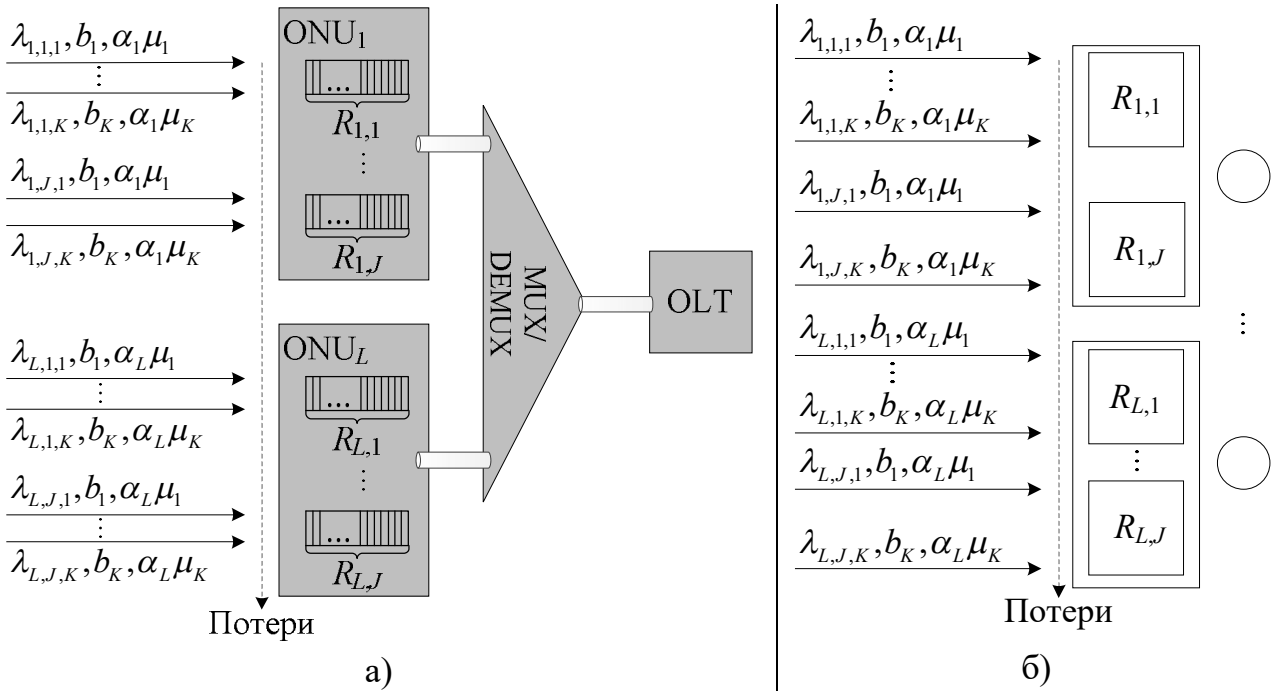 λ1,1,1, b1, α1μ1
⋮
λ1,1,K, bK, α1μK
λ1,J,1, b1, α1μ1
λ1,J,K, bK, α1μK
λL,1,1, b1, αLμ1
⋮
λL,1,K, bK, αLμK
λL,J,1, b1, αLμ1
⋮
λL,J,K, bK, αLμK
Потери
ONU1
...
R1,1
⋮
...
R1,J
ONUL
...
RL,1
⋮
...
RL,J
MUX/
DEMUX
OLT
а)
λ1,1,1, b1, α1μ1
⋮
λ1,1,K, bK, α1μK
λ1,J,1, b1, α1μ1
λ1,J,K, bK, α1μK
λL,1,1, b1, αLμ1
⋮
λL,1,K, bK, αLμK
λL,J,1, b1, αLμ1
λL,J,K, bK, αLμK
Потери
R1,1
R1,J
⋮
RL,1
⋮
RL,J
б)